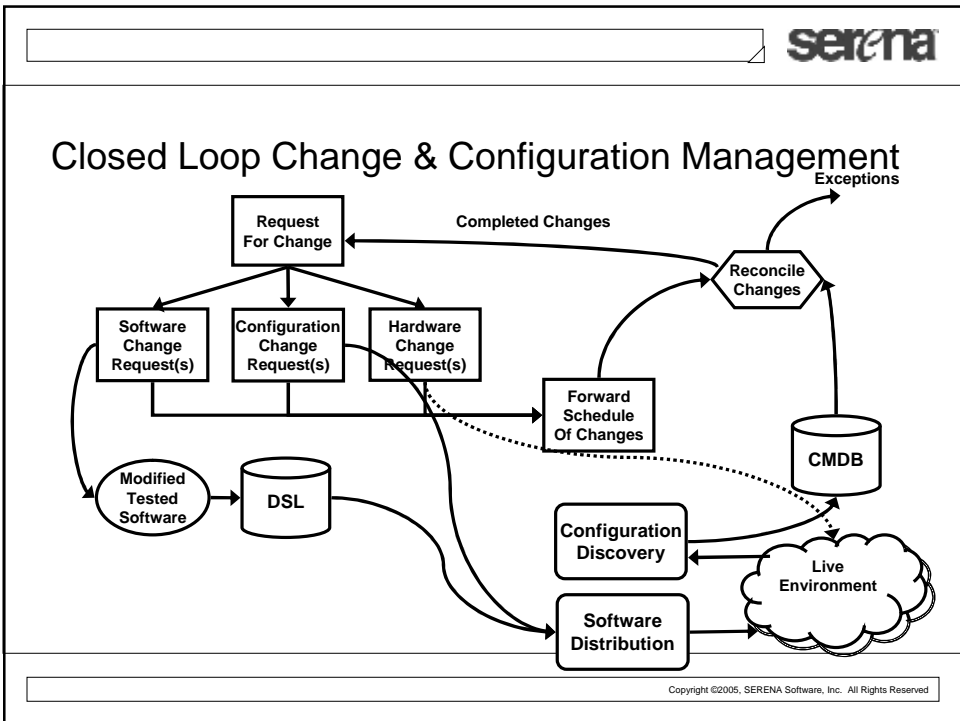 serena
Closed Loop Change & Configuration Management
Exceptions
Request
For Change
Completed Changes
Reconcile
Changes
Software
Change
Request(s)
Configuration
Change
Request(s)
Hardware
Change
Request(s)
Forward
Schedule
Of Changes
CMDB
Modified
Tested
Software
DSL
Configuration
Discovery
Live
Environment
Software
Distribution
Copyright ©2005, SERENA Software, Inc. All Rights Reserved